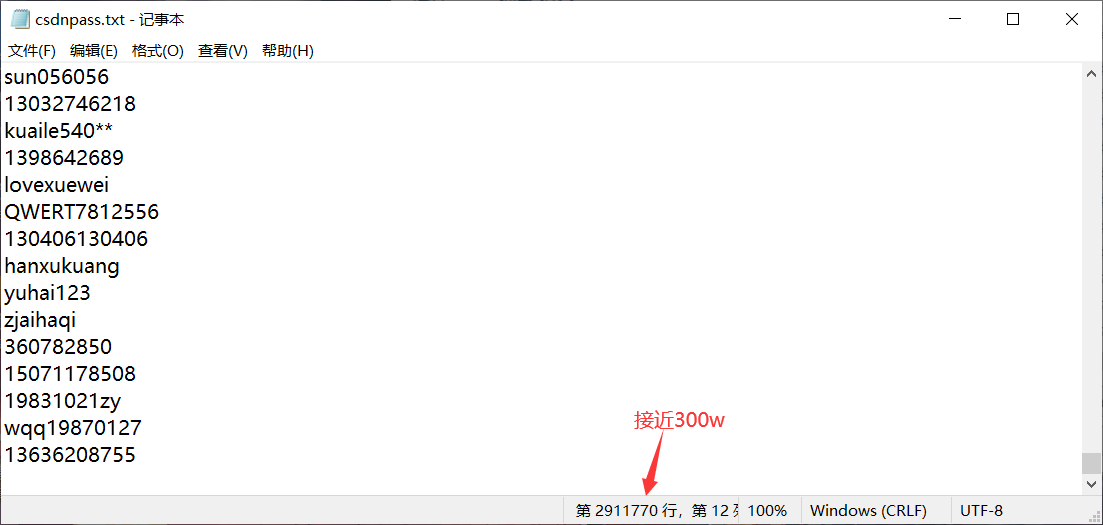 csdnpass.txt - 记事本
文件(F) 编辑(E) 格式(O) 查看(V) 帮助(H)
sun056056
13032746218
kuaile540**
1398642689
lovexuewei
QWERT7812556
130406130406
hanxukuang
yuhai123
zjaihaqi
360782850
15071178508
19831021zy
wqq19870127
13636208755
接近300w
第 2911770 行，第 12 列 100% Windows (CRLF) UTF-8